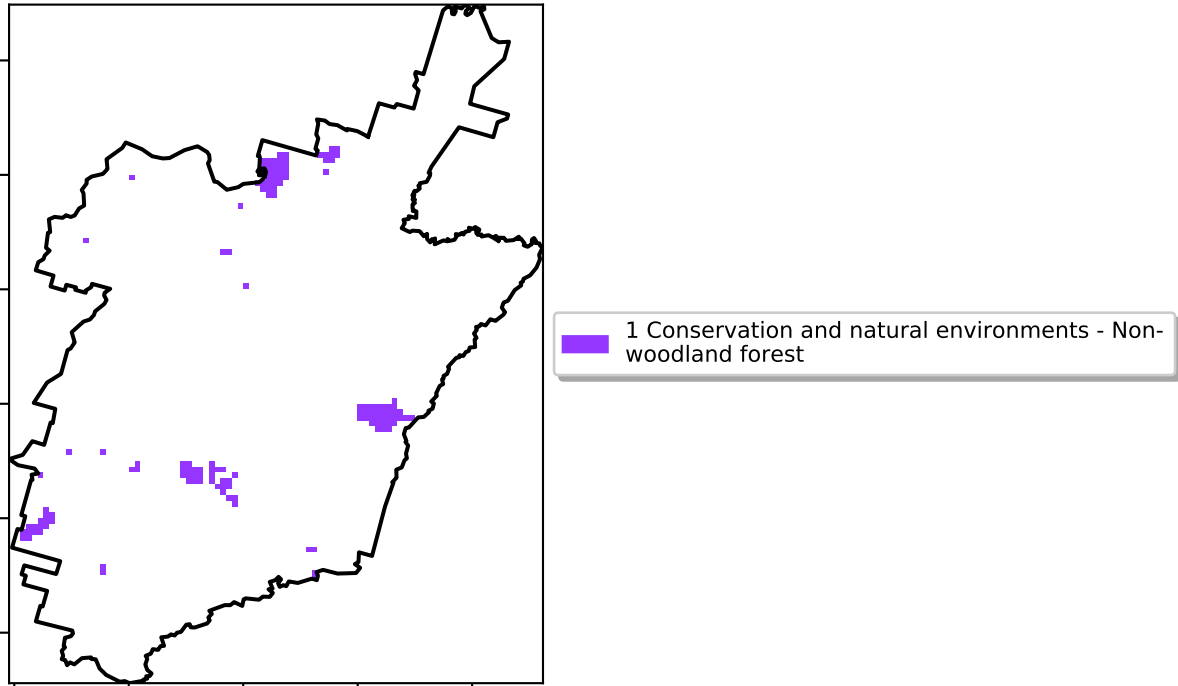 1 Conservation and natural environments - Non-
woodland forest